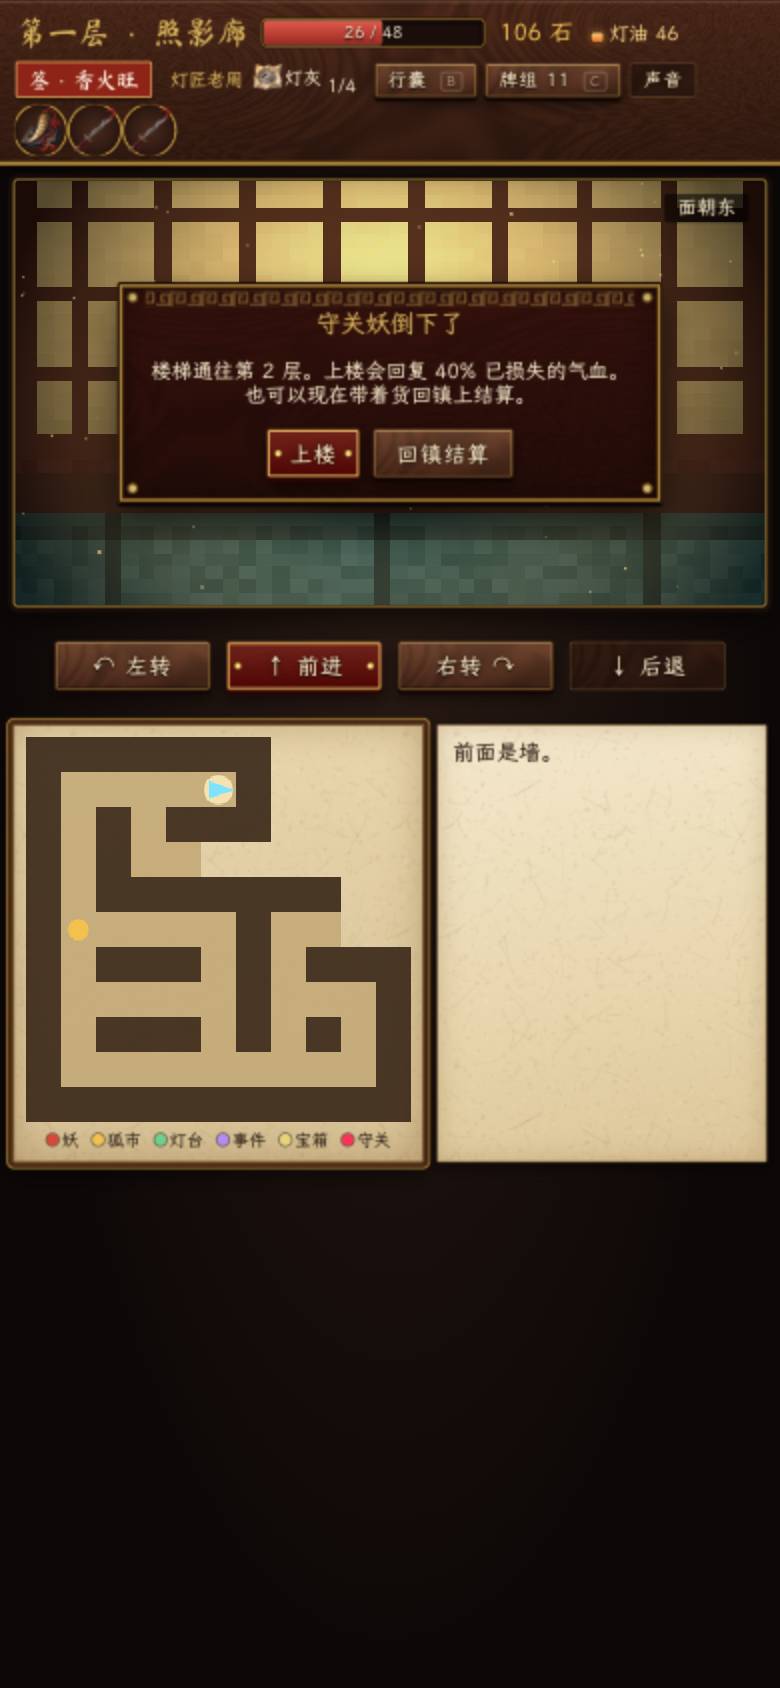 第一层 · 照影廊 26 / 48 106 石 灯油 46
签 · 香火旺 灯匠老周 灯灰 1/4 行囊 B 牌组 11 C 声音
面朝东
守关妖倒下了
楼梯通往第 2 层。上楼会回复 40% 已损失的气血。
也可以现在带着货回镇上结算。
上楼 回镇结算
↶ 左转 ↑ 前进 右转 ↷ ↓ 后退
前面是墙。
妖 狐市 灯台 事件 宝箱 守关